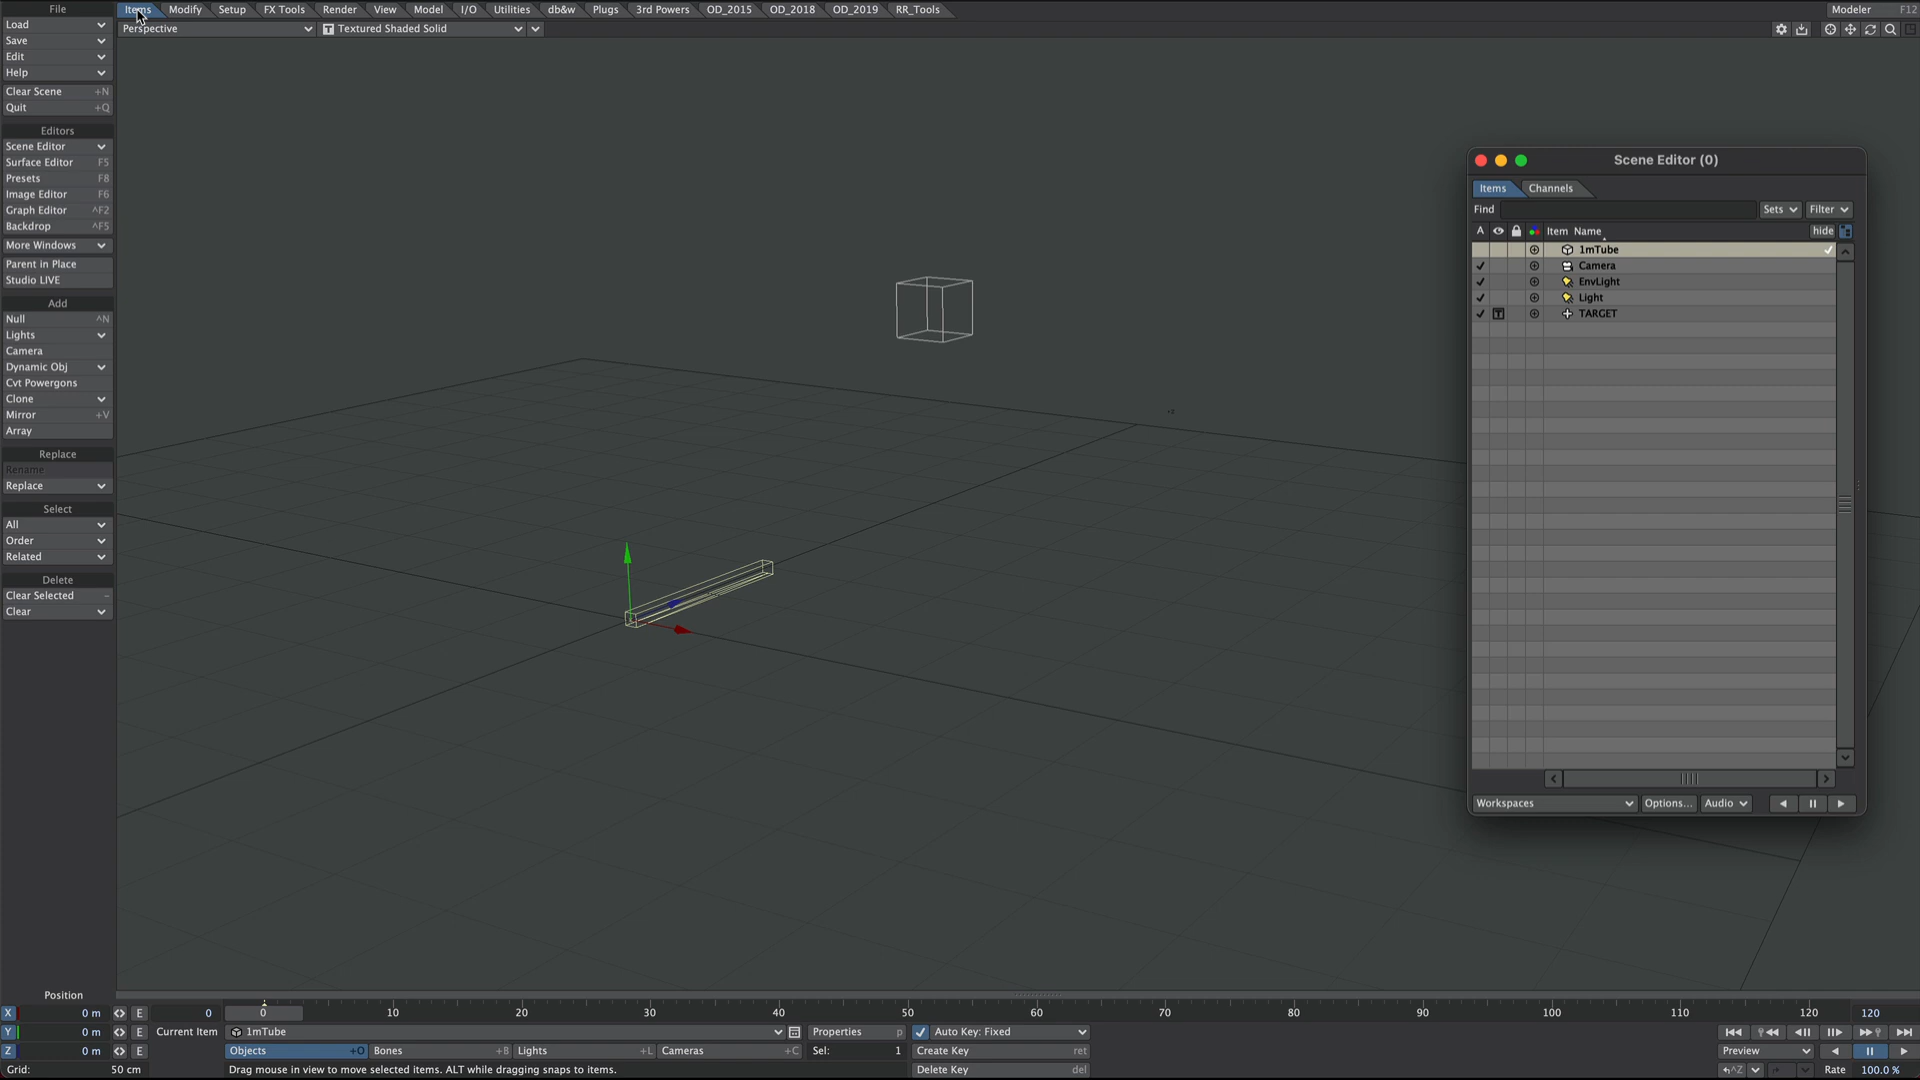 File
Items Modify Setup FX Tools Render View Model I/O Utilities db&w Plugs 3rd Powers OD_2015 OD_2018 OD_2019 RR_Tools Modeler F12
Load
Perspective Textured Shaded Solid
Save
Edit
Help
Clear Scene +N
Quit +Q
Editors
Scene Editor
Surface Editor F5
Presets F8
Image Editor F6
Graph Editor ^F2
Backdrop ^F5
More Windows
Parent in Place
Studio LIVE
Add
Null ^N
Lights
Camera
Dynamic Obj
Cvt Powergons
Clone
Mirror +V
Array
Replace
Rename
Replace
Select
All
Order
Related
Delete
Clear Selected –
Clear
Scene Editor (0)
Items Channels
Find Sets Filter
A Item Name hide
1mTube
Camera
EnvLight
Light
T TARGET
Workspaces Options... Audio
Position
X 0 m E 0 0 10 20 30 40 50 60 70 80 90 100 110 120 120
Y 0 m E Current Item 1mTube Properties p Auto Key: Fixed
Z 0 m E Objects +O Bones +B Lights +L Cameras +C Sel: 1 Create Key ret Preview
Grid: 50 cm Drag mouse in view to move selected items. ALT while dragging snaps to items. Delete Key del ^Z Rate 100.0 %